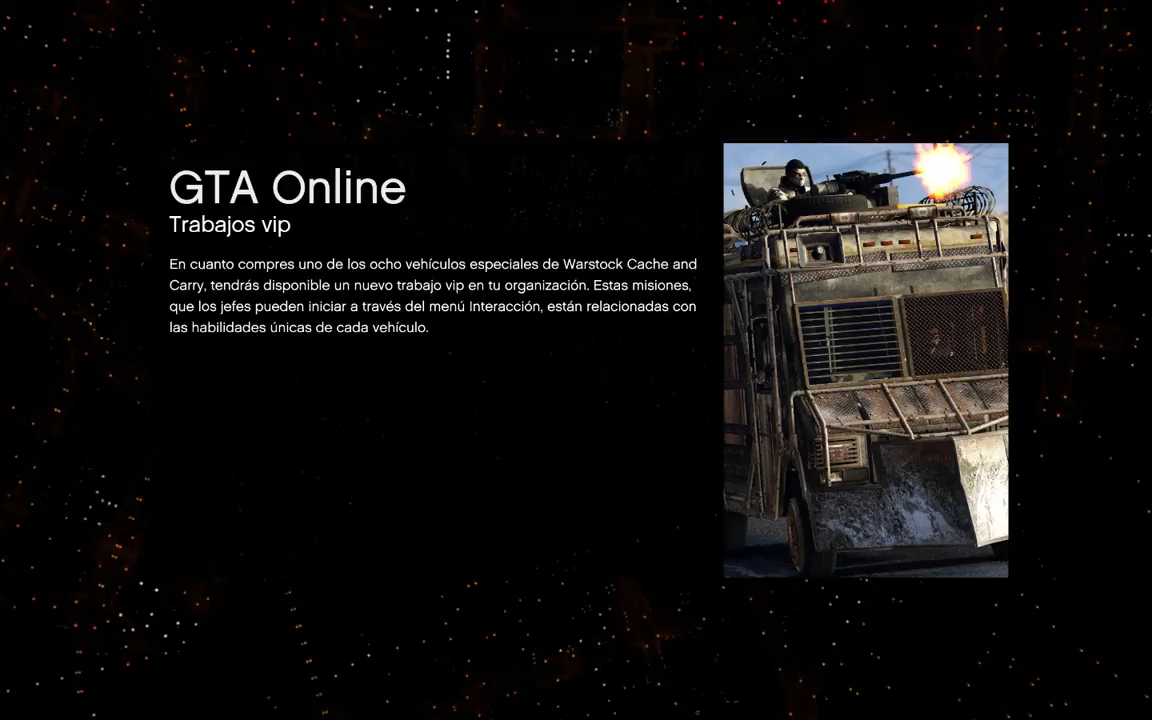 GTA Online
Trabajos vip
En cuanto compres uno de los ocho vehículos especiales de Warstock Cache and
Carry, tendrás disponible un nuevo trabajo vip en tu organización. Estas misiones,
que los jefes pueden iniciar a través del menú Interacción, están relacionadas con
las habilidades únicas de cada vehículo.